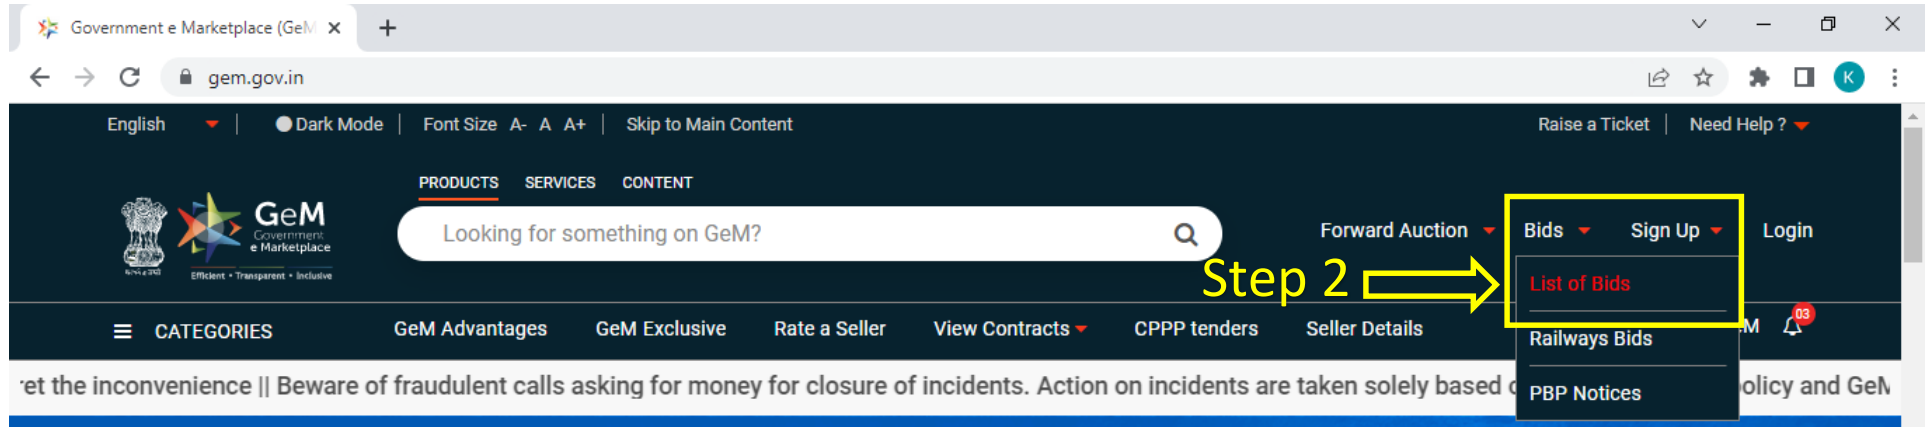 Government e Marketplace (GeM
gem.gov.in
K
English
Dark Mode
Font Size A- A A+
Skip to Main Content
Raise a Ticket
Need Help ?
PRODUCTS SERVICES CONTENT
GeM
Government
e Marketplace
Efficient • Transparent • Inclusive
Looking for something on GeM?
Forward Auction
Bids
Sign Up
Login
Step 2
List of Bids
Railways Bids
PBP Notices
CATEGORIES
GeM Advantages
GeM Exclusive
Rate a Seller
View Contracts
CPPP tenders
Seller Details
M
03
ret the inconvenience || Beware of fraudulent calls asking for money for closure of incidents. Action on incidents are taken solely based olicy and GeM